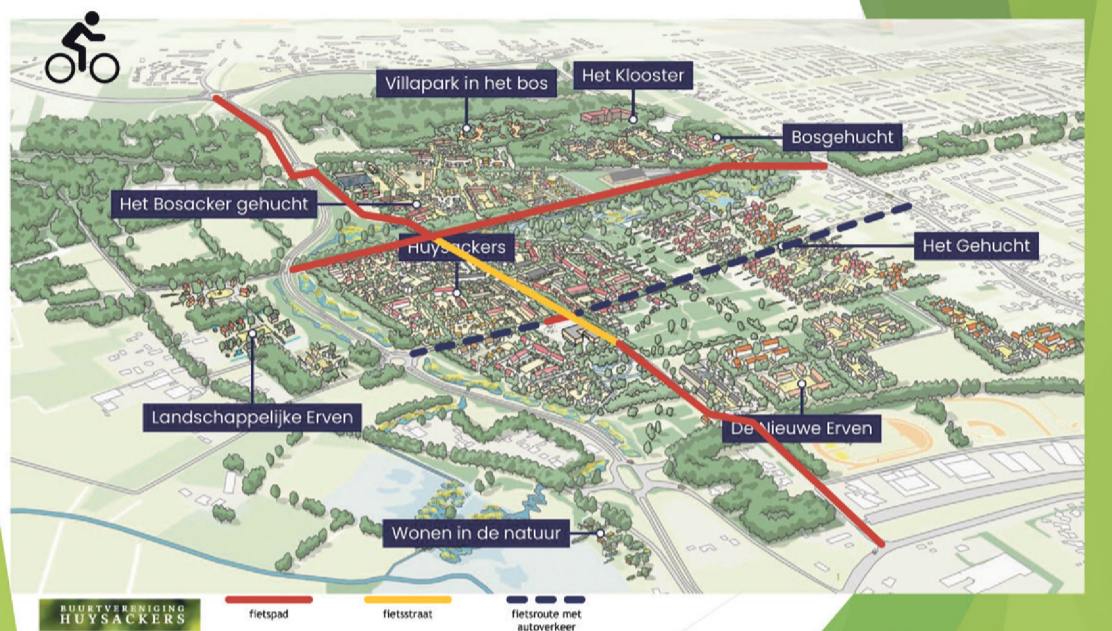 Villapark in het bos
Het Klooster
Bosgehucht
Het Bosacker gehucht
Huysackers
Het Gehucht
Landschappelijke Erven
De Nieuwe Erven
Wonen in de natuur
BUURTVERENIGING
HUYSACKERS
fietspad
fietsstraat
fietsroute met
autoverkeer